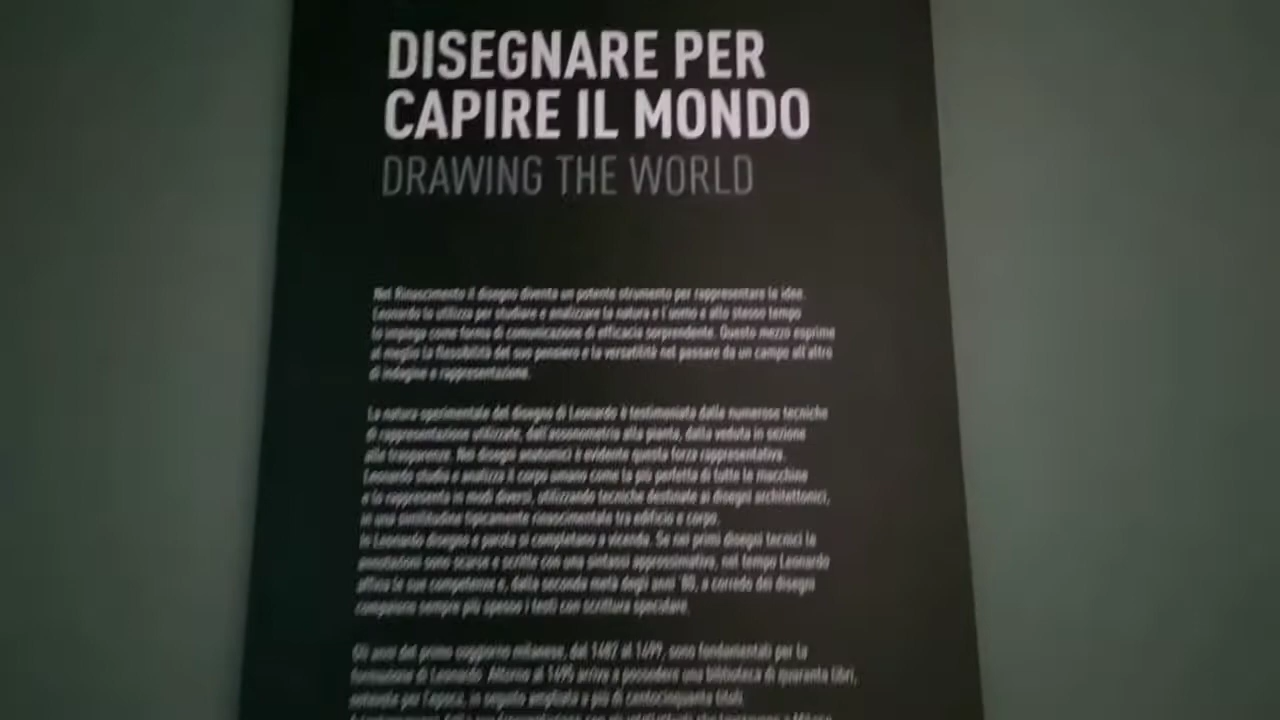 DISEGNARE PER
CAPIRE IL MONDO
DRAWING THE WORLD
Nel Rinascimento il disegno diventa un potente strumento per rappresentare le idee.
Leonardo lo utilizza per studiare e analizzare la natura e l'uomo e allo stesso tempo
lo impiega come forma di comunicazione di efficacia sorprendente. Questo mezzo esprime
al meglio la flessibilità del suo pensiero e la versatilità nel passare da un campo all'altro
di indagine e rappresentazione.
La natura sperimentale del disegno di Leonardo è testimoniata dalle numerose tecniche
di rappresentazione utilizzate, dall'assonometria alla pianta, dalla veduta in sezione
alla trasparenza. Nei disegni anatomici è evidente questa forza rappresentativa.
Leonardo studia e analizza il corpo umano come la più perfetta di tutte le macchine
e lo rappresenta in modi diversi, utilizzando tecniche destinate ai disegni architettonici,
in una similitudine tipicamente rinascimentale tra edificio e corpo.
In Leonardo disegno e parola si completano a vicenda. Se nei primi disegni tecnici le
annotazioni sono scarse e scritte con una sintassi approssimativa, nel tempo Leonardo
affina le sue competenze e, dalla seconda metà degli anni '80, a corredo dei disegni
compaiono sempre più spesso i testi con scrittura speculare.
Gli anni del primo soggiorno milanese, dal 1482 al 1499, sono fondamentali per la
formazione di Leonardo. Attorno al 1495 arriva a possedere una biblioteca di quaranta libri,
notevole per l'epoca, in seguito ampliata a più di centocinquanta titoli.